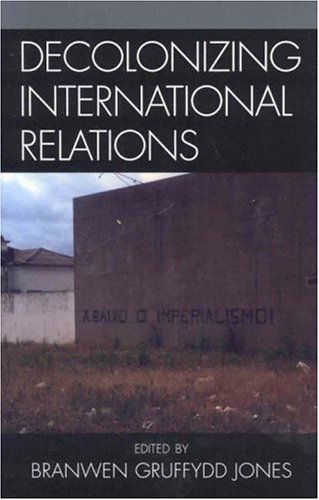 DECOLONIZING
INTERNATIONAL
RELATIONS
ABAIXO O IMPERIALISMO!
EDITED BY
BRANWEN GRUFFYDD JONES